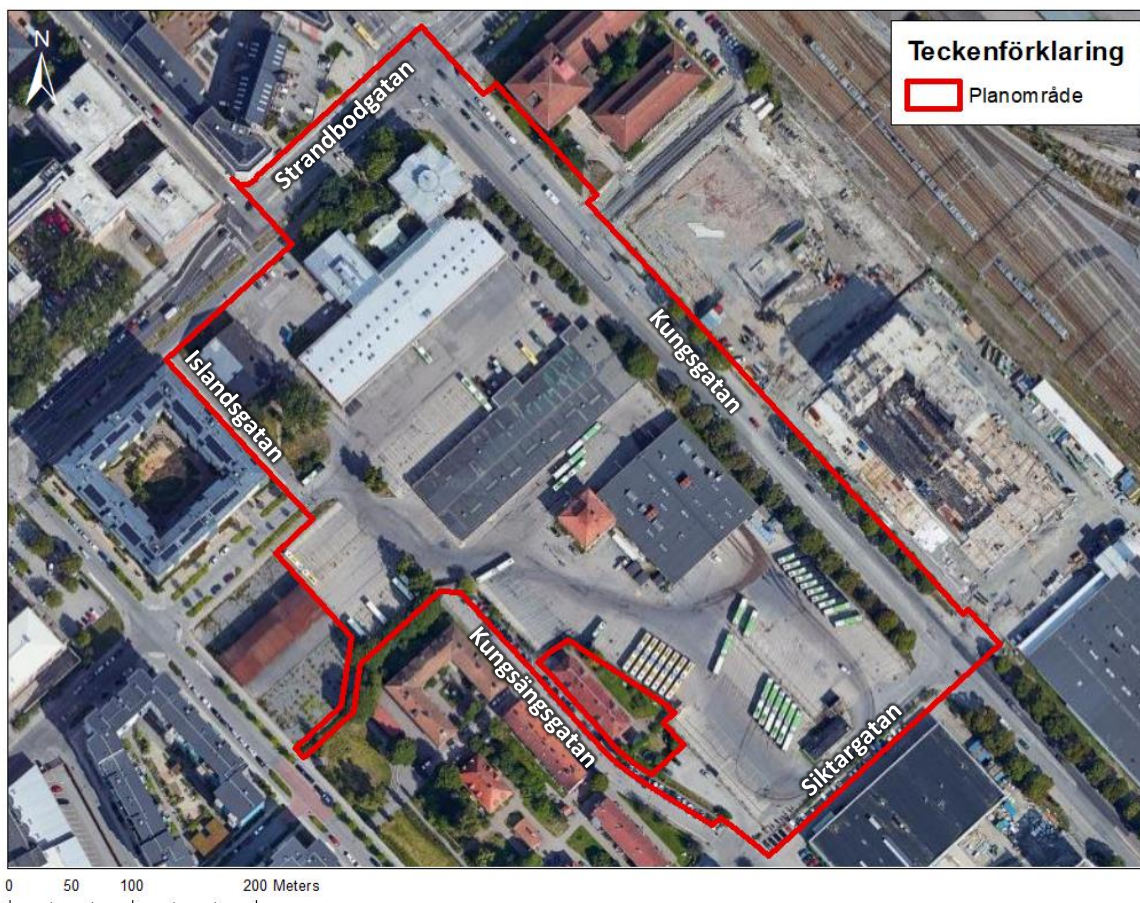 N
Teckenförklaring
Planområde
Strandbodgatan
Kungsgatan
Islandsgatan
Kungsängsgatan
Siktargatan
0 50 100 200 Meters